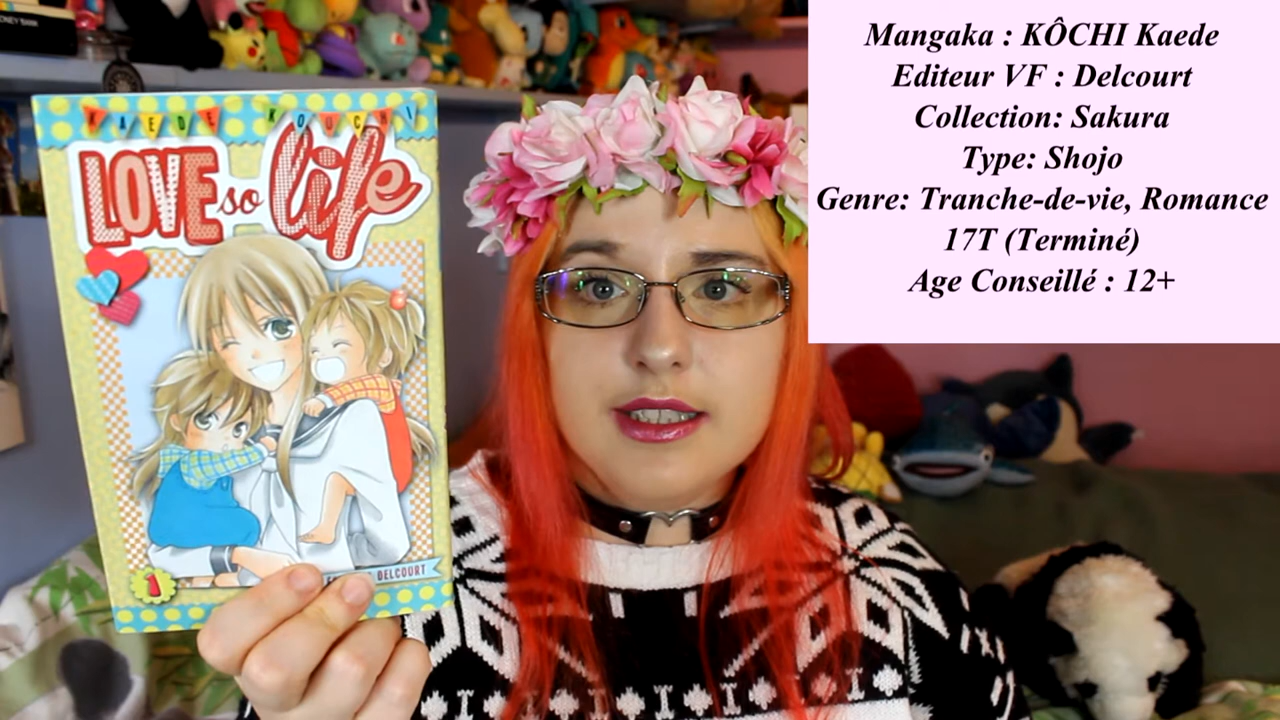 KAEDE KOUCHI
LOVE so life
1
DELCOURT
Mangaka : KÔCHI Kaede
Editeur VF : Delcourt
Collection: Sakura
Type: Shojo
Genre: Tranche-de-vie, Romance
17T (Terminé)
Age Conseillé : 12+